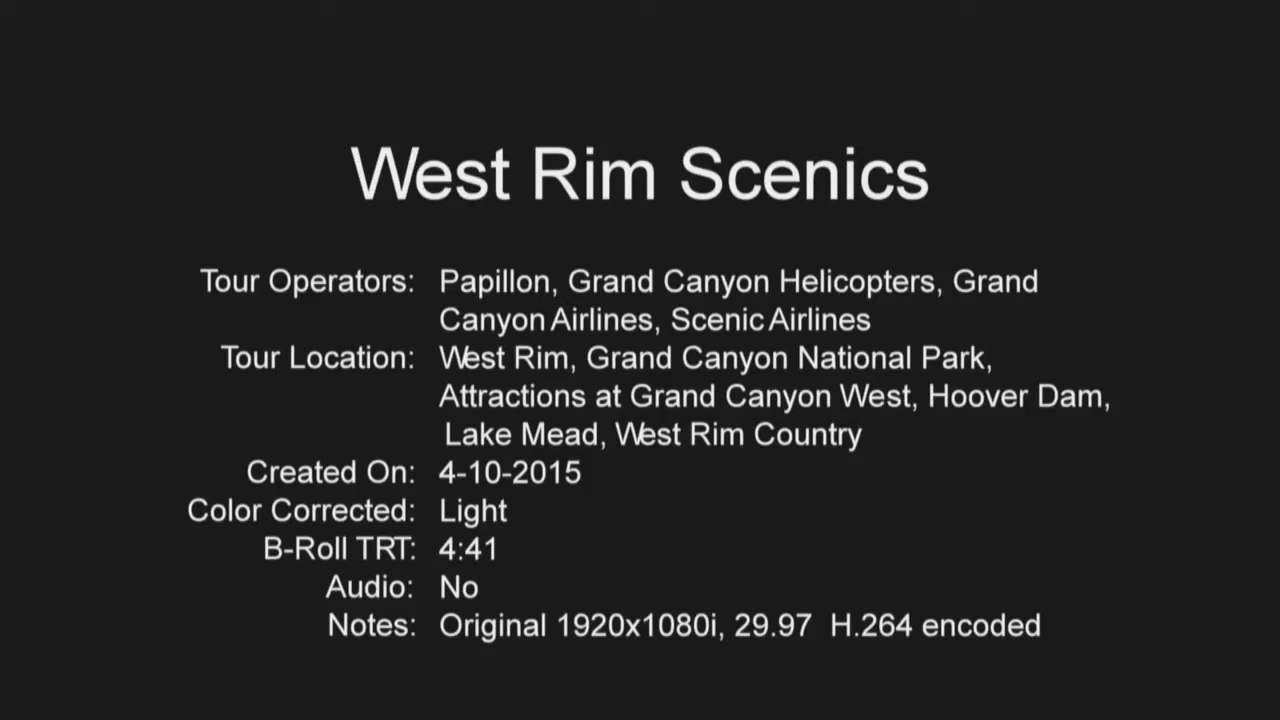 West Rim Scenics
Tour Operators: Papillon, Grand Canyon Helicopters, Grand
Canyon Airlines, Scenic Airlines
Tour Location: West Rim, Grand Canyon National Park,
Attractions at Grand Canyon West, Hoover Dam,
Lake Mead, West Rim Country
Created On: 4-10-2015
Color Corrected: Light
B-Roll TRT: 4:41
Audio: No
Notes: Original 1920x1080i, 29.97 H.264 encoded